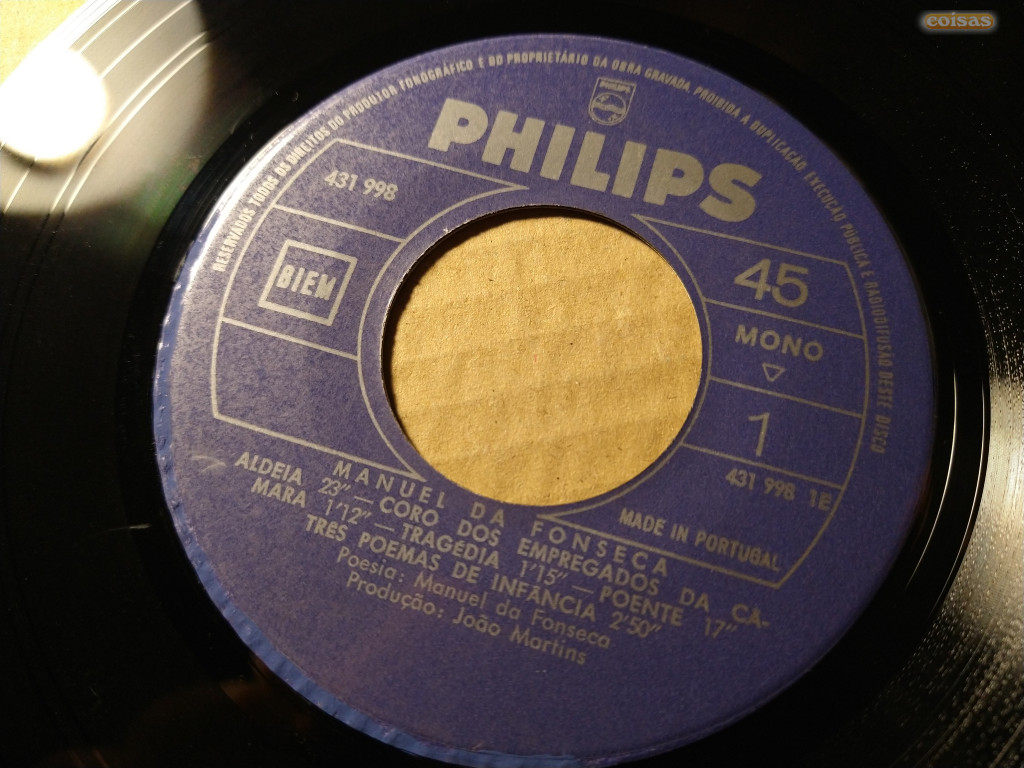 coisas
RESERVADOS TODOS OS DIREITOS DO PRODUTOR FONOGRÁFICO E DO PROPRIETÁRIO DA OBRA GRAVADA. PROIBIDA A DUPLICAÇÃO, EXECUÇÃO PÚBLICA E RADIODIFUSÃO DESTE DISCO
PHILIPS
PHILIPS
431 998
BIEM
45
MONO
1
431 998 1E
MADE IN PORTUGAL
MANUEL DA FONSECA
ALDEIA 23" — CORO DOS EMPREGADOS DA CÂ-
MARA 1'12" — TRAGÉDIA 1'15" — POENTE 17"
TRÊS POEMAS DE INFÂNCIA 2'50"
Poesia: Manuel da Fonseca
Produção: João Martins